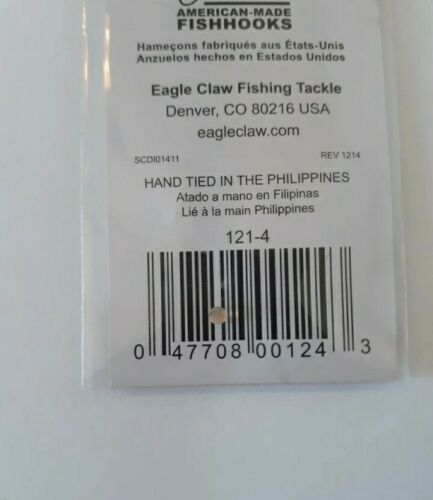 AMERICAN-MADE
FISHHOOKS
Hameçons fabriqués aus États-Unis
Anzuelos hechos en Estados Unidos
Eagle Claw Fishing Tackle
Denver, CO 80216 USA
eagleclaw.com
SCDI01411 REV 1214
HAND TIED IN THE PHILIPPINES
Atado a mano en Filipinas
Lié à la main Philippines
121-4
0 47708 00124 3